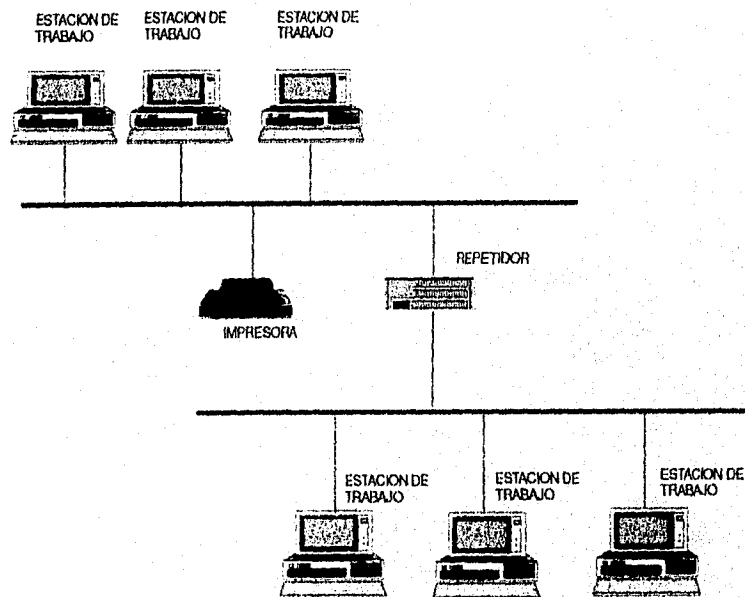 ESTACION DE
TRABAJO
ESTACION DE
TRABAJO
ESTACION DE
TRABAJO
REPETIDOR
IMPRESORA
ESTACION DE
TRABAJO
ESTACION DE
TRABAJO
ESTACION DE
TRABAJO